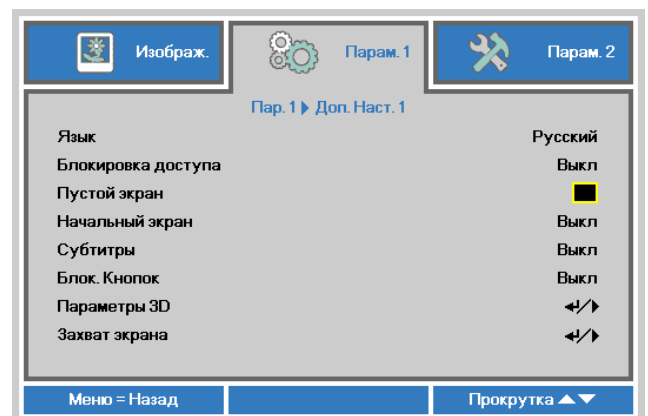 Изображ. Парам. 1 Парам. 2
Пар. 1 ▶ Доп. Наст. 1
Язык Русский
Блокировка доступа Выкл
Пустой экран
Начальный экран Выкл
Субтитры Выкл
Блок. Кнопок Выкл
Параметры 3D ↵/▶
Захват экрана ↵/▶
Меню = Назад Прокрутка ▲▼